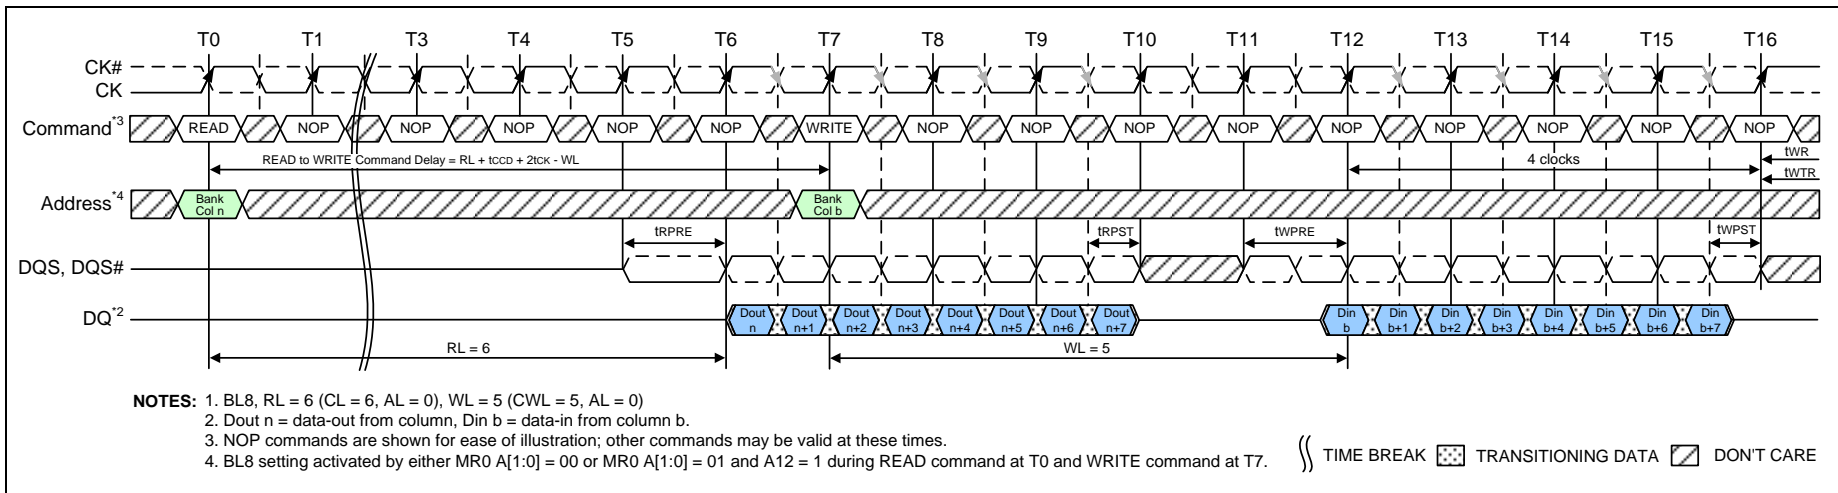 T0 T1 T3 T4 T5 T6 T7 T8 T9 T10 T11 T12 T13 T14 T15 T16
CK#
CK
Command*3 READ NOP NOP NOP NOP NOP WRITE NOP NOP NOP NOP NOP NOP NOP NOP NOP
READ to WRITE Command Delay = RL + tCCD + 2tCK - WL
4 clocks
tWR
tWTR
Address*4
Bank
Col n
Bank
Col b
tRPRE tRPST tWPRE tWPST
DQS, DQS#
DQ*2
Dout
n
Dout
n+1
Dout
n+2
Dout
n+3
Dout
n+4
Dout
n+5
Dout
n+6
Dout
n+7
Din
b
Din
b+1
Din
b+2
Din
b+3
Din
b+4
Din
b+5
Din
b+6
Din
b+7
RL = 6 WL = 5
NOTES: 1. BL8, RL = 6 (CL = 6, AL = 0), WL = 5 (CWL = 5, AL = 0)
2. Dout n = data-out from column, Din b = data-in from column b.
3. NOP commands are shown for ease of illustration; other commands may be valid at these times.
4. BL8 setting activated by either MR0 A[1:0] = 00 or MR0 A[1:0] = 01 and A12 = 1 during READ command at T0 and WRITE command at T7.
TIME BREAK TRANSITIONING DATA DON'T CARE